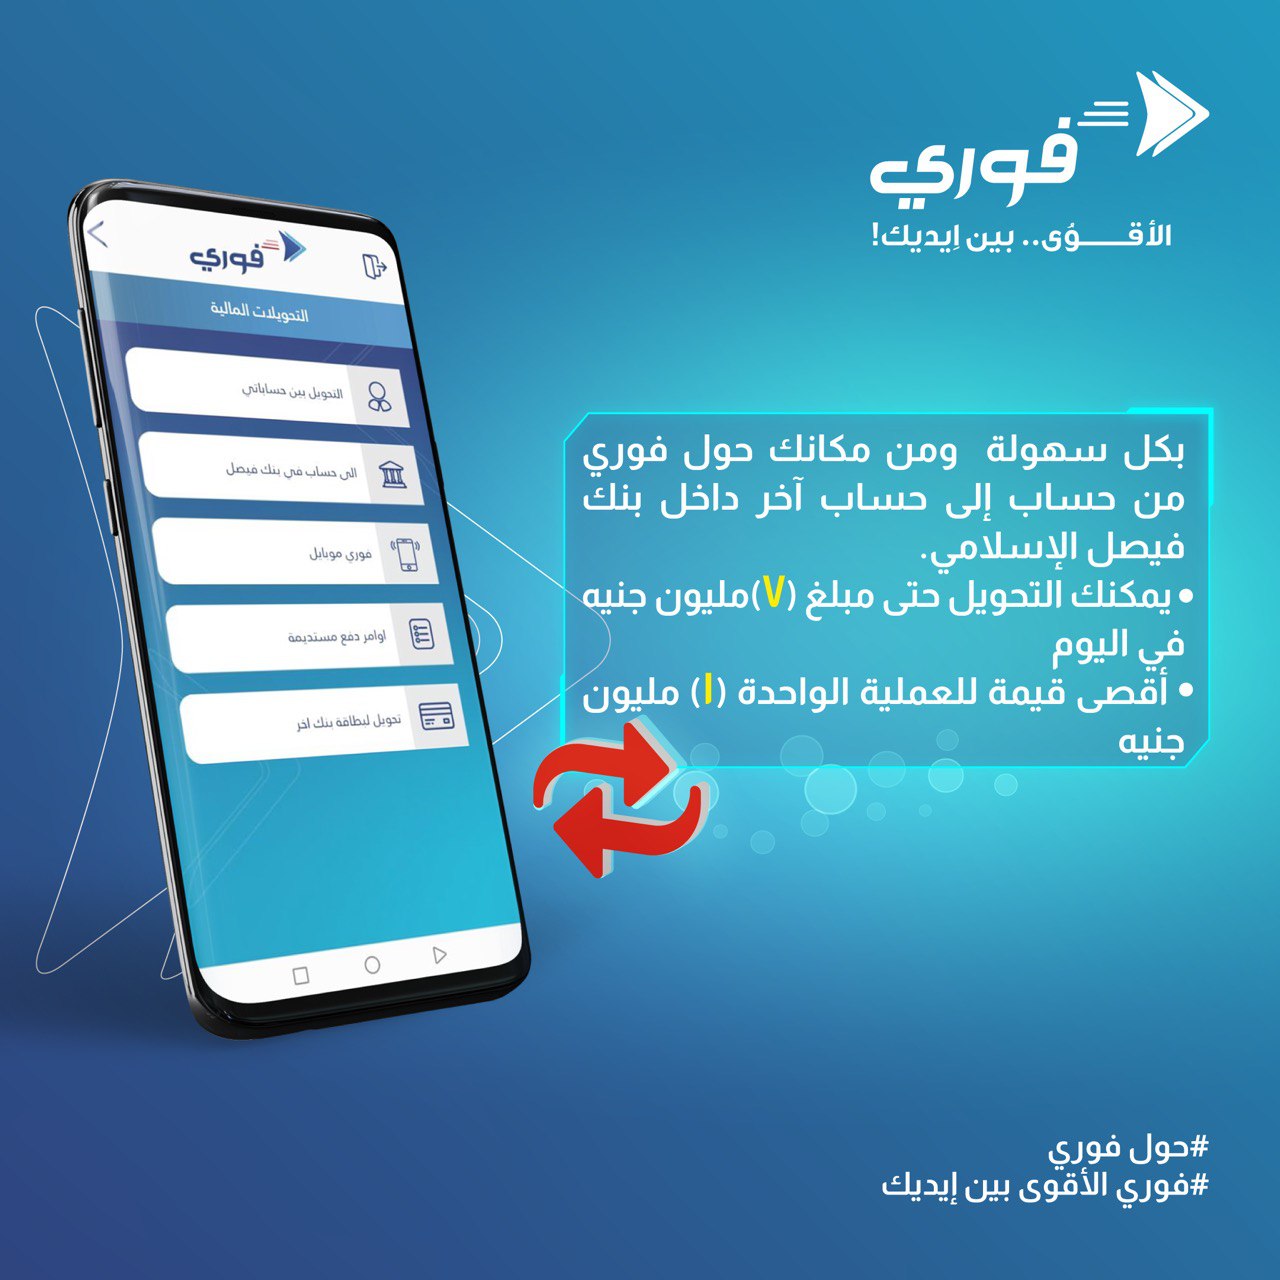 فوري
الأقـــوُى.. بين اِيديك!
فوري
التحويلات المالية
التحويل بين حساباتي
الى حساب في بنك فيصل
فوري موبايل
اوامر دفع مستديمة
تحويل لبطاقة بنك اخر
بكل سهولة ومن مكانك حول فوري
من حساب إلى حساب آخر داخل بنك
فيصل الإسلامي.
• يمكنك التحويل حتى مبلغ (٧)مليون جنيه
في اليوم
• أقصى قيمة للعملية الواحدة (١) مليون
جنيه
#حول فوري
#فوري الأقوى بين إيديك